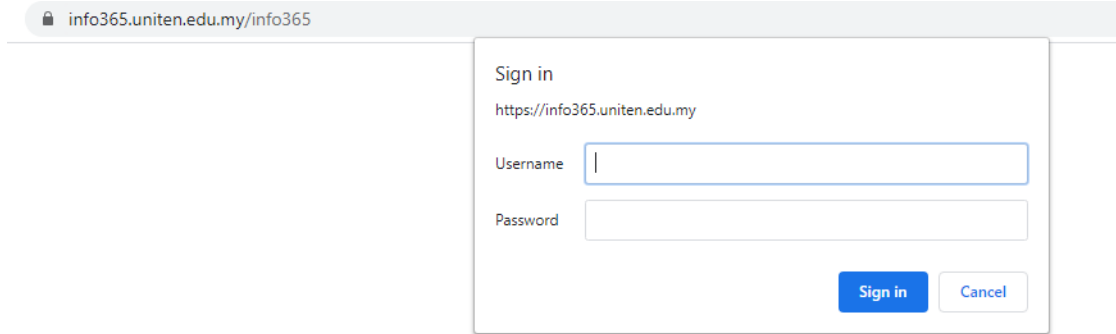 info365.uniten.edu.my/info365
Sign in
https://info365.uniten.edu.my
Username
Password
Sign in Cancel